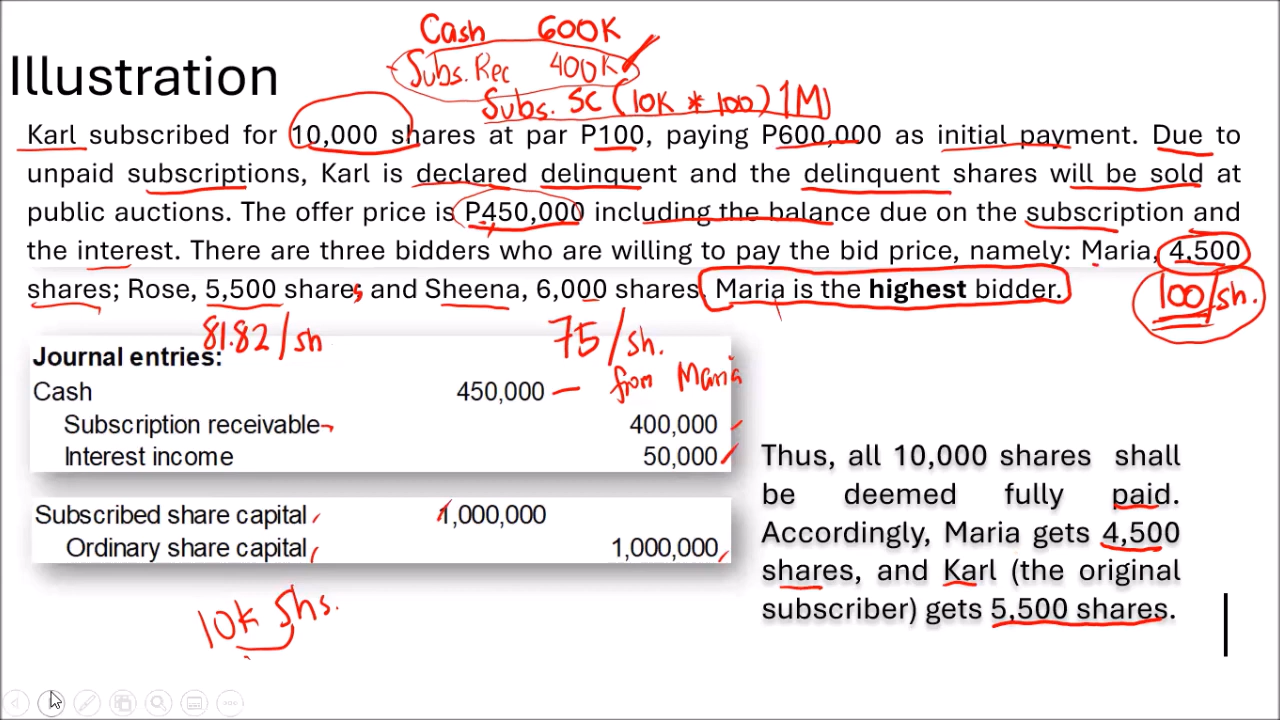 Cash 600K
Subs. Rec 400K
Subs. SC (10K * 100) 1M
Illustration
Karl subscribed for 10,000 shares at par P100, paying P600,000 as initial payment. Due to
unpaid subscriptions, Karl is declared delinquent and the delinquent shares will be sold at
public auctions. The offer price is P450,000 including the balance due on the subscription and
the interest. There are three bidders who are willing to pay the bid price, namely: Maria, 4,500
shares; Rose, 5,500 shares, and Sheena, 6,000 shares. Maria is the highest bidder.
100/sh.
81.82/sh
75/sh.
Journal entries:
from Maria
Cash 450,000
Subscription receivable 400,000
Interest income 50,000
Subscribed share capital 1,000,000
Ordinary share capital 1,000,000
10K Shs.
Thus, all 10,000 shares shall
be deemed fully paid.
Accordingly, Maria gets 4,500
shares, and Karl (the original
subscriber) gets 5,500 shares.